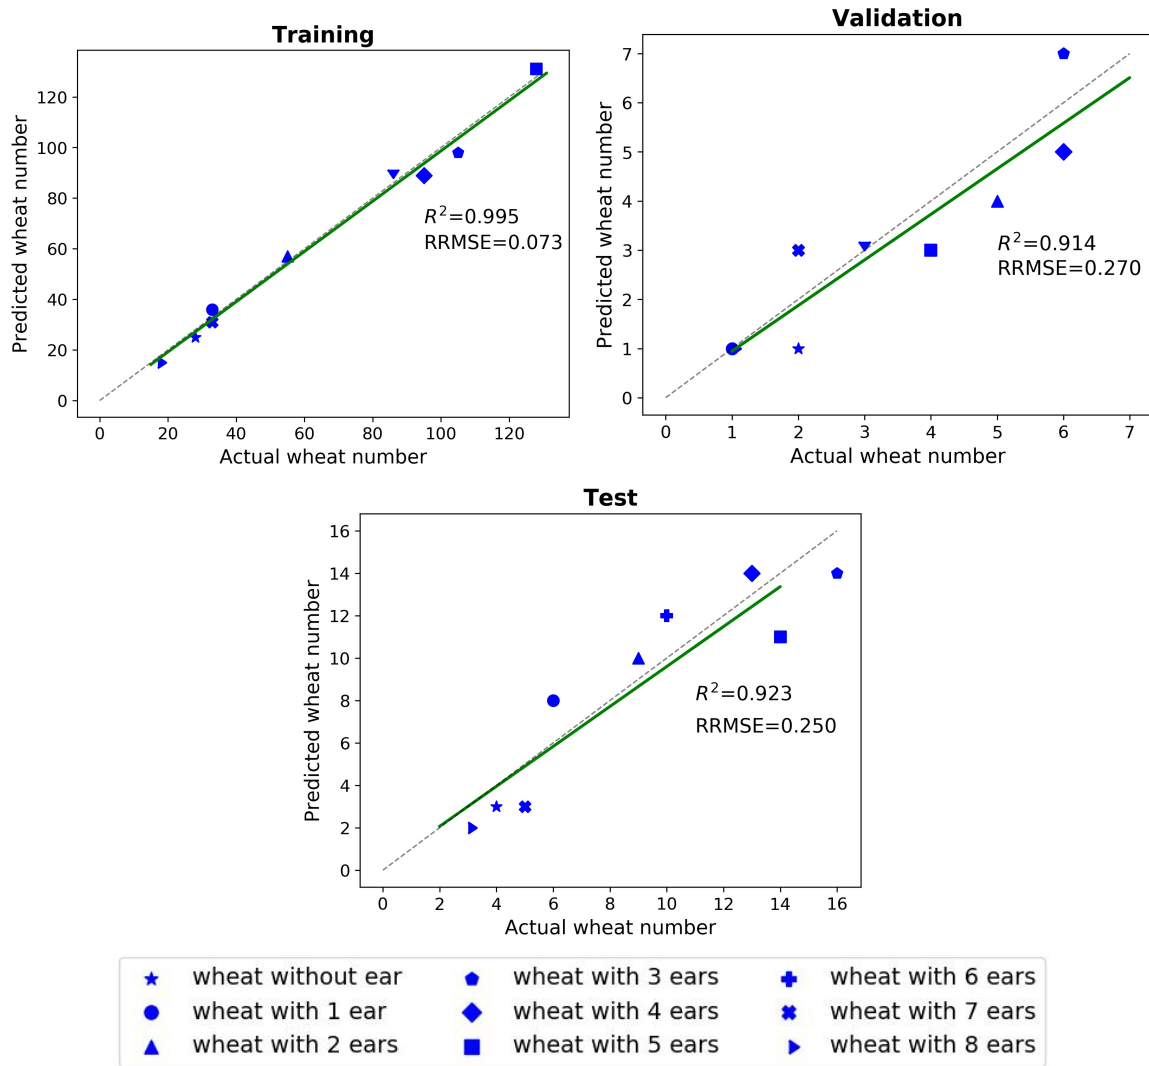 Training
Predicted wheat number
120
100
80
60
40
20
0
R²=0.995
RRMSE=0.073
0 20 40 60 80 100 120
Actual wheat number
Validation
Predicted wheat number
7
6
5
4
3
2
1
0
R²=0.914
RRMSE=0.270
0 1 2 3 4 5 6 7
Actual wheat number
Test
Predicted wheat number
16
14
12
10
8
6
4
2
0
R²=0.923
RRMSE=0.250
0 2 4 6 8 10 12 14 16
Actual wheat number
wheat without ear
wheat with 1 ear
wheat with 2 ears
wheat with 3 ears
wheat with 4 ears
wheat with 5 ears
wheat with 6 ears
wheat with 7 ears
wheat with 8 ears